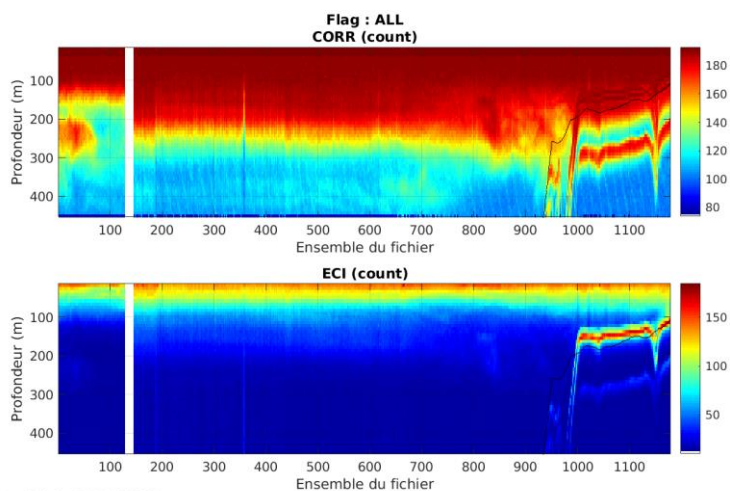 Flag : ALL
CORR (count)
Profondeur (m)
100
200
300
400
100 200 300 400 500 600 700 800 900 1000 1100
Ensemble du fichier
180
160
140
120
100
80
ECI (count)
Profondeur (m)
100
200
300
400
100 200 300 400 500 600 700 800 900 1000 1100
Ensemble du fichier
150
100
50